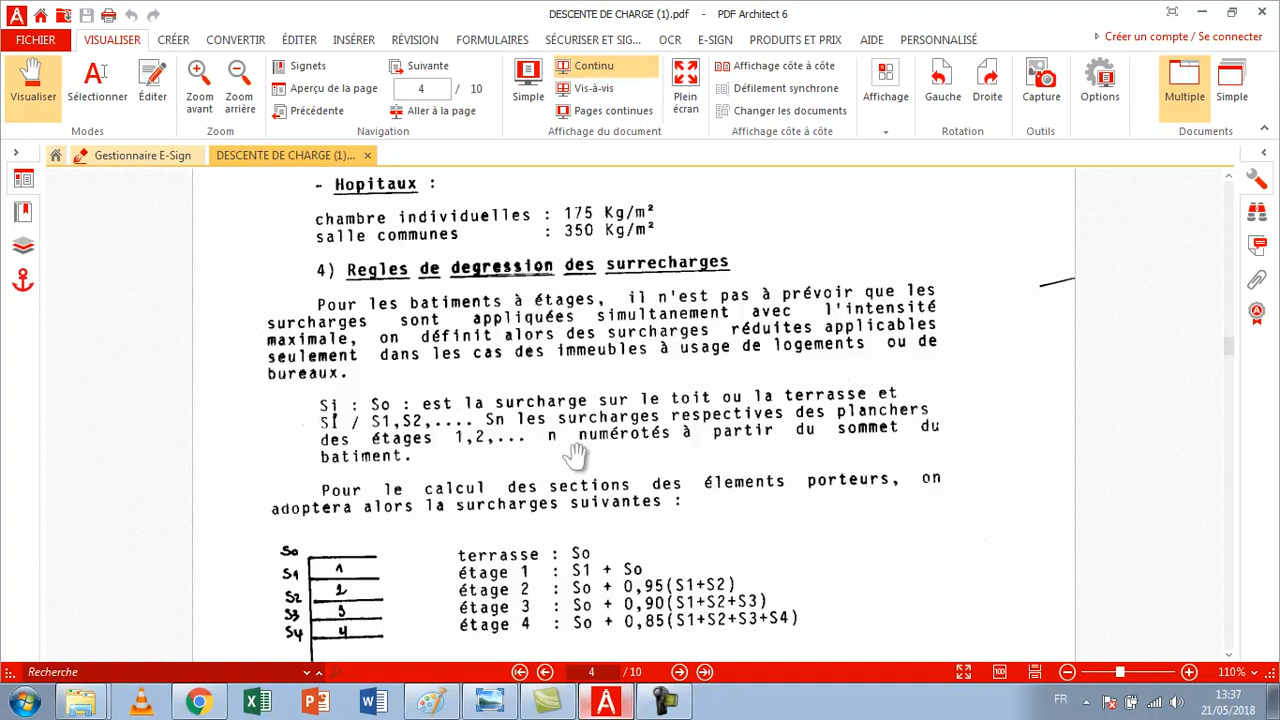 DESCENTE DE CHARGE (1).pdf - PDF Architect 6
FICHIER VISUALISER CRÉER CONVERTIR ÉDITER INSÉRER RÉVISION FORMULAIRES SÉCURISER ET SIG... OCR E-SIGN PRODUITS ET PRIX AIDE PERSONNALISÉ Créer un compte / Se connecter
Visualiser
Sélectionner
Éditer
Modes
Zoom avant
Zoom arrière
Zoom
Signets
Aperçu de la page
Précédente
Suivante
4 / 10
Aller à la page
Navigation
Simple
Continu
Vis-à-vis
Pages continues
Affichage du document
Plein écran
Affichage côte à côte
Défilement synchrone
Changer les documents
Affichage côte à côte
Affichage
Gauche
Droite
Rotation
Capture
Outils
Options
Multiple
Simple
Documents
Gestionnaire E-Sign
DESCENTE DE CHARGE (1)...
- Hopitaux :
chambre individuelles : 175 Kg/m²
salle communes : 350 Kg/m²
4) Regles de degression des surrecharges
Pour les batiments à étages, il n'est pas à prévoir que les
surcharges sont appliquées simultanement avec l'intensité
maximale, on définit alors des surcharges réduites applicables
seulement dans les cas des immeubles à usage de logements ou de
bureaux.
Si : So : est la surcharge sur le toit ou la terrasse et
SI / S1,S2,.... Sn les surcharges respectives des planchers
des étages 1,2,... n numérotés à partir du sommet du
batiment.
Pour le calcul des sections des élements porteurs, on
adoptera alors la surcharges suivantes :
So
S1 1
S2 2
S3 3
S4 4
terrasse : So
étage 1 : S1 + So
étage 2 : So + 0,95(S1+S2)
étage 3 : So + 0,90(S1+S2+S3)
étage 4 : So + 0,85(S1+S2+S3+S4)
Recherche
4 / 10
110%
FR
13:37
21/05/2018